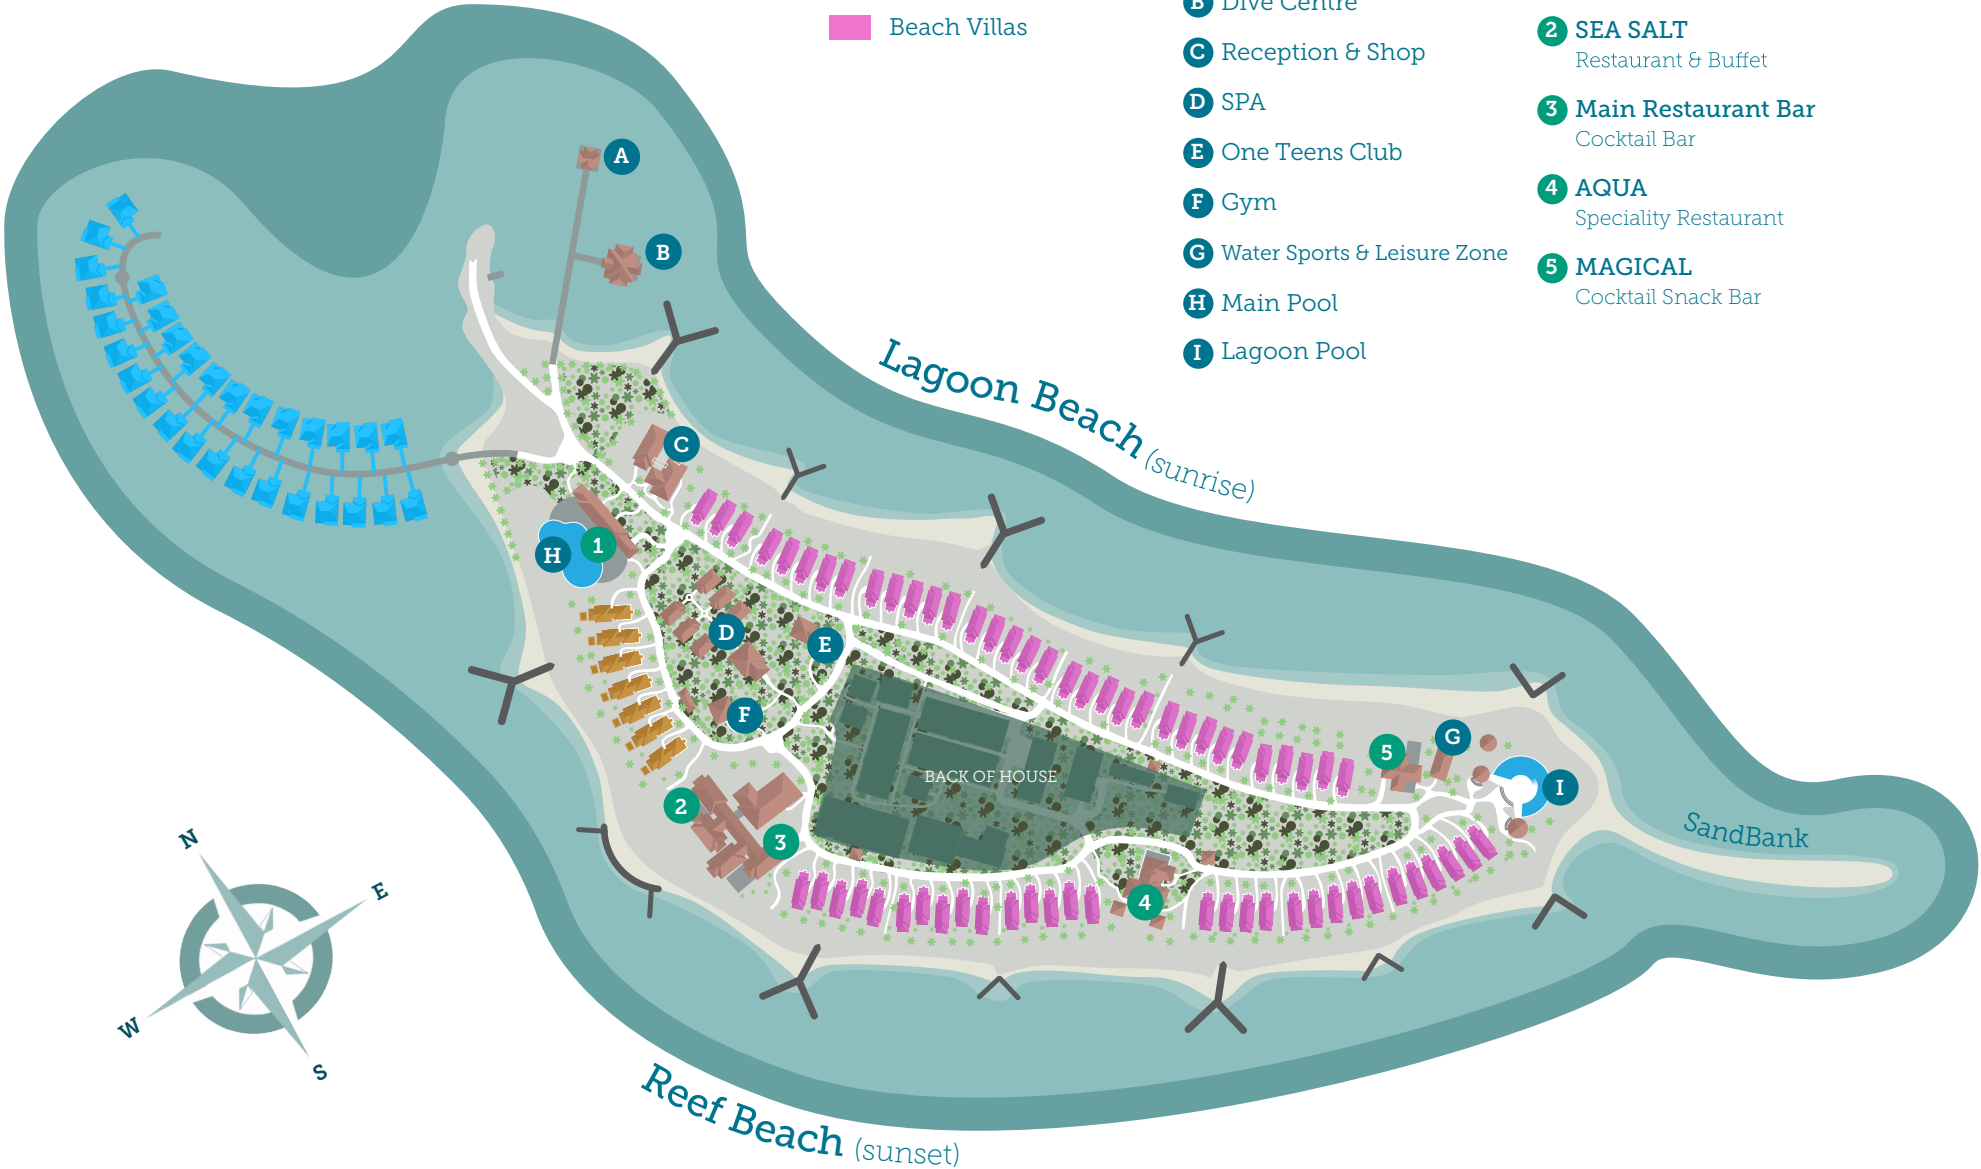 Beach Villas
B Dive Centre
C Reception & Shop
D SPA
E One Teens Club
F Gym
G Water Sports & Leisure Zone
H Main Pool
I Lagoon Pool
2 SEA SALT
Restaurant & Buffet
3 Main Restaurant Bar
Cocktail Bar
4 AQUA
Speciality Restaurant
5 MAGICAL
Cocktail Snack Bar
A
B
Lagoon Beach (sunrise)
C
H
1
D
E
F
BACK OF HOUSE
5
G
I
2
3
4
SandBank
N
E
W
S
Reef Beach (sunset)